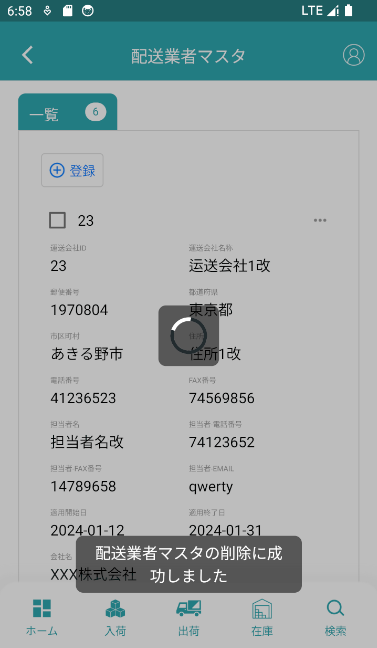 6:58 LTE
配送業者マスタ
一覧 6
登録
23
運送会社ID 運送会社名称
23 运送会社1改
郵便番号 都道府県
1970804 東京都
市区町村 住所
あきる野市 住所1改
電話番号 FAX番号
41236523 74569856
担当者名 担当者 電話番号
担当者名改 74123652
担当者 FAX番号 担当者 EMAIL
14789658 qwerty
適用開始日 適用終了日
2024-01-12 2024-01-31
会社名
XXX株式会社
配送業者マスタの削除に成
功しました
ホーム 入荷 出荷 在庫 検索